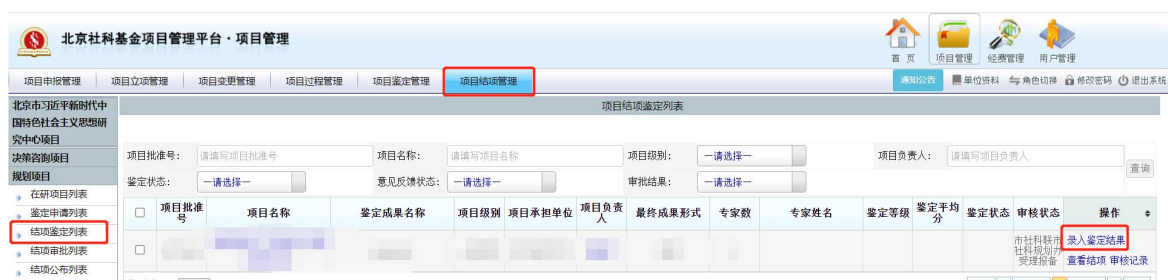 北京社科基金项目管理平台·项目管理
首 页 项目管理 经费管理 用户管理
项目申报管理 项目立项管理 项目变更管理 项目过程管理 项目鉴定管理 项目结项管理 通知公告 单位资料 角色切换 修改密码 退出系统
北京市习近平新时代中
国特色社会主义思想研
究中心项目
决策咨询项目
规划项目
在研项目列表
鉴定申请列表
结项鉴定列表
结项审批列表
结项公布列表
项目结项鉴定列表
项目批准号: 请填写项目批准号 项目名称: 请填写项目名称 项目级别: --请选择-- 项目负责人: 请填写项目负责人
鉴定状态: --请选择-- 意见反馈状态: --请选择-- 审批结果: --请选择-- 查询
项目批准号 项目名称 鉴定成果名称 项目级别 项目承担单位 项目负责人 最终成果形式 专家数 专家姓名 鉴定等级 鉴定平均分 鉴定状态 审核状态 操作
市社科联市
社科规划办
受理报备
录入鉴定结果
查看结项 审核记录